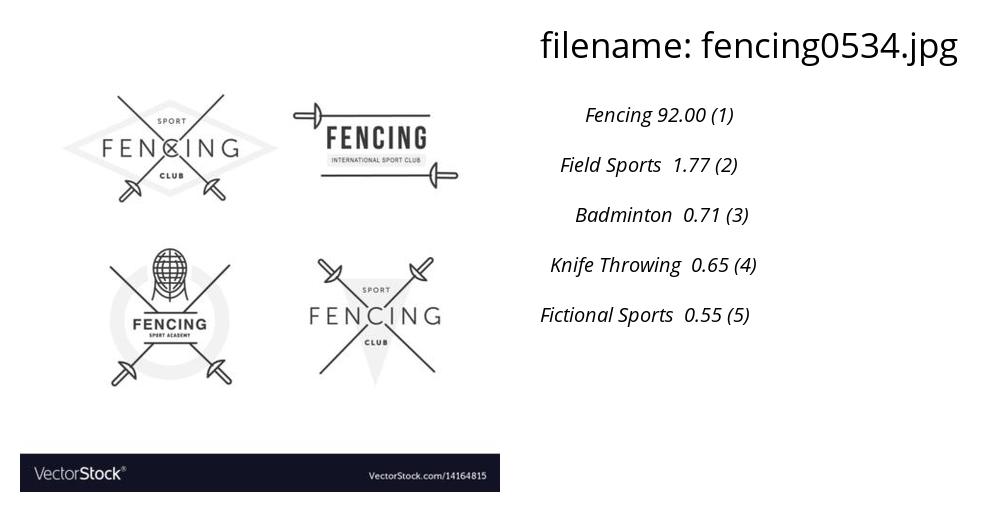 filename: fencing0534.jpg
SPORT
FENCING
CLUB
FENCING
INTERNATIONAL SPORT CLUB
FENCING
SPORT ACADEMY
SPORT
FENCING
CLUB
VectorStock®
VectorStock.com/14164815
Fencing 92.00 (1)
Field Sports 1.77 (2)
Badminton 0.71 (3)
Knife Throwing 0.65 (4)
Fictional Sports 0.55 (5)